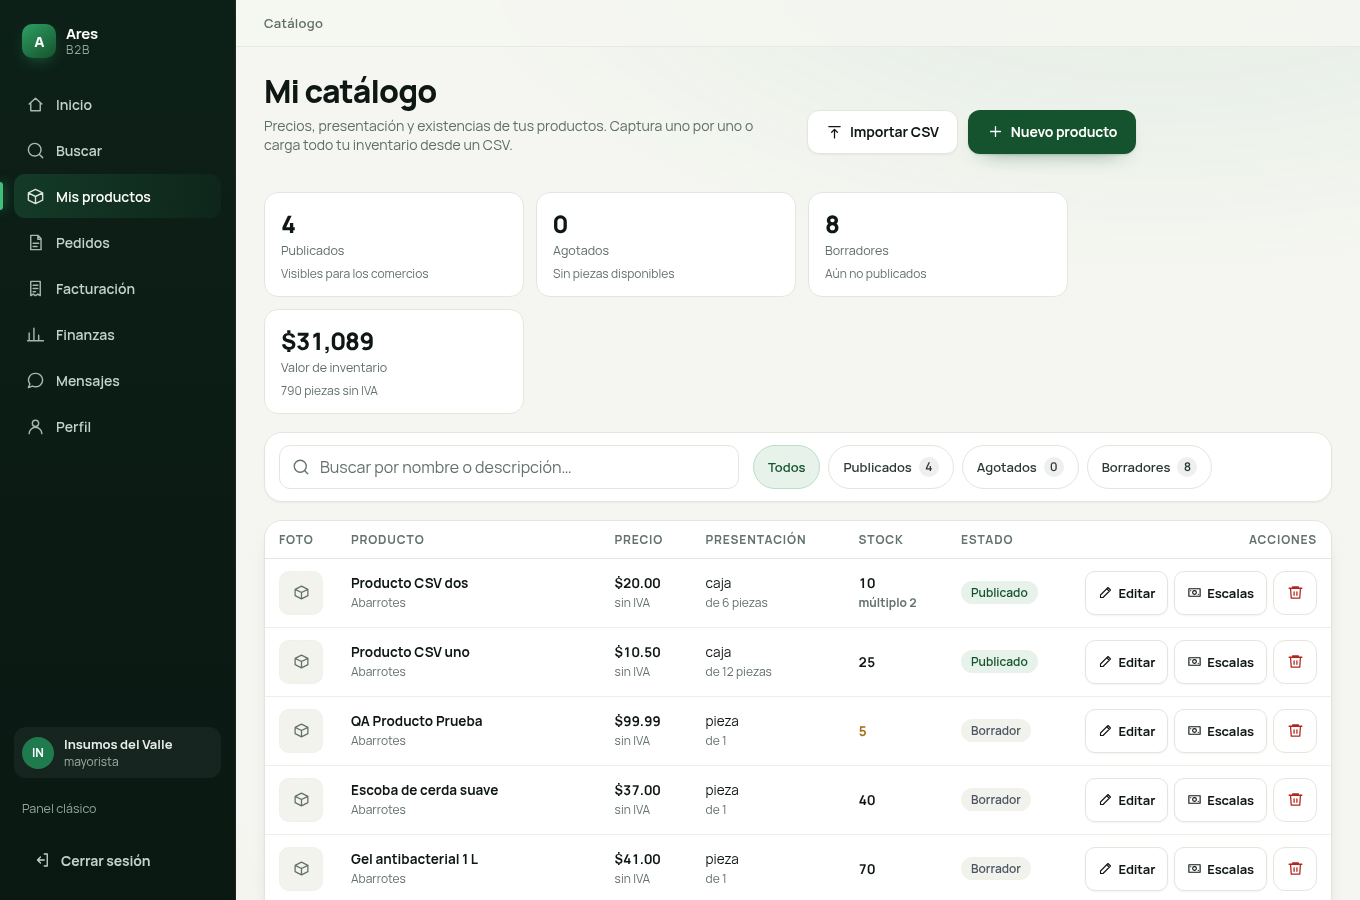 A
Ares
B2B
Inicio
Buscar
Mis productos
Pedidos
Facturación
Finanzas
Mensajes
Perfil
IN
Insumos del Valle
mayorista
Panel clásico
Cerrar sesión
Catálogo
Mi catálogo
Precios, presentación y existencias de tus productos. Captura uno por uno o
carga todo tu inventario desde un CSV.
Importar CSV
Nuevo producto
4
Publicados
Visibles para los comercios
0
Agotados
Sin piezas disponibles
8
Borradores
Aún no publicados
$31,089
Valor de inventario
790 piezas sin IVA
Buscar por nombre o descripción...
Todos
Publicados 4
Agotados 0
Borradores 8
FOTO PRODUCTO PRECIO PRESENTACIÓN STOCK ESTADO ACCIONES
Producto CSV dos $20.00 caja 10 Publicado Editar Escalas
Abarrotes sin IVA de 6 piezas múltiplo 2
Producto CSV uno $10.50 caja 25 Publicado Editar Escalas
Abarrotes sin IVA de 12 piezas
QA Producto Prueba $99.99 pieza 5 Borrador Editar Escalas
Abarrotes sin IVA de 1
Escoba de cerda suave $37.00 pieza 40 Borrador Editar Escalas
Abarrotes sin IVA de 1
Gel antibacterial 1 L $41.00 pieza 70 Borrador Editar Escalas
Abarrotes sin IVA de 1